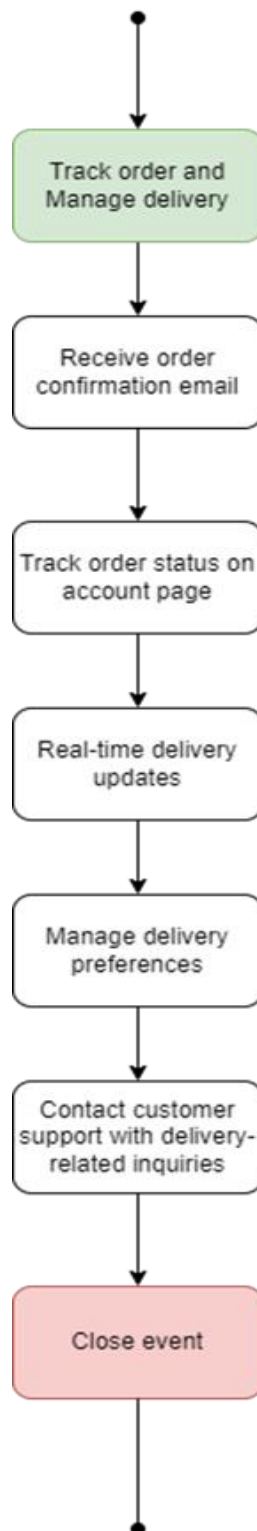 Track order and
Manage delivery
Receive order
confirmation email
Track order status on
account page
Real-time delivery
updates
Manage delivery
preferences
Contact customer
support with delivery-
related inquiries
Close event